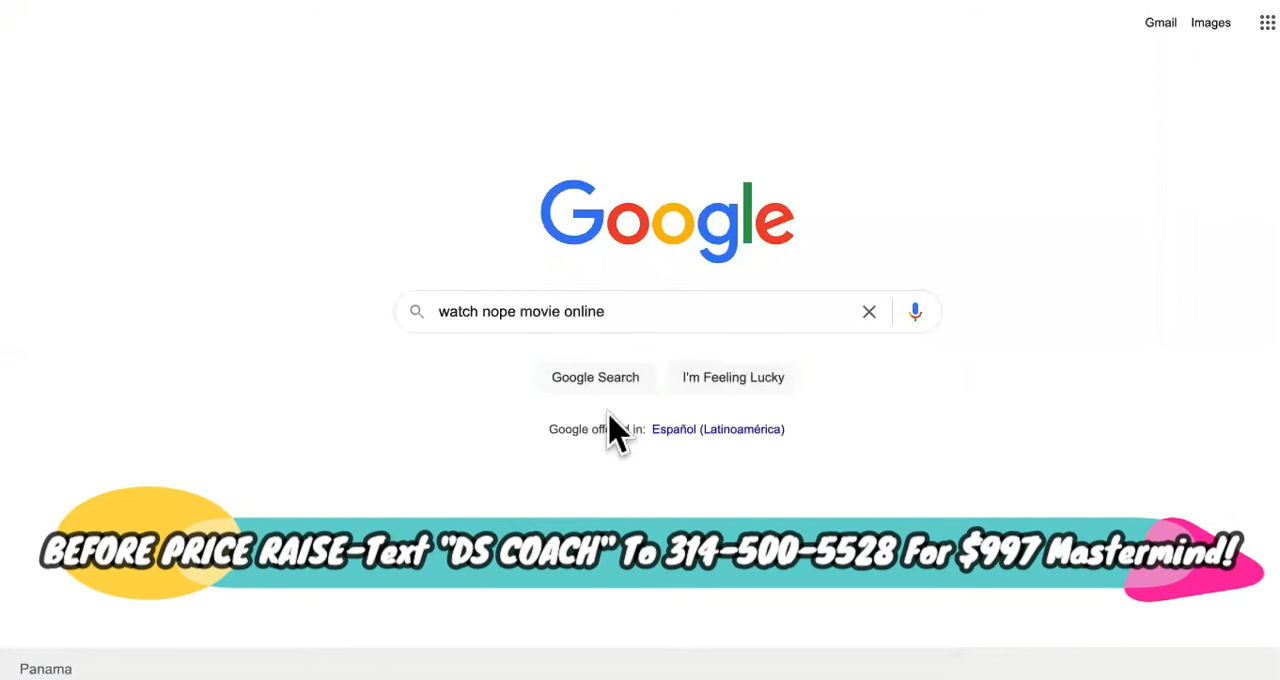 Gmail Images
Google
watch nope movie online
Google Search I'm Feeling Lucky
Google in: Español (Latinoamérica)
BEFORE PRICE RAISE-Text "DS COACH" To 314-500-5528 For $997 Mastermind!
Panama